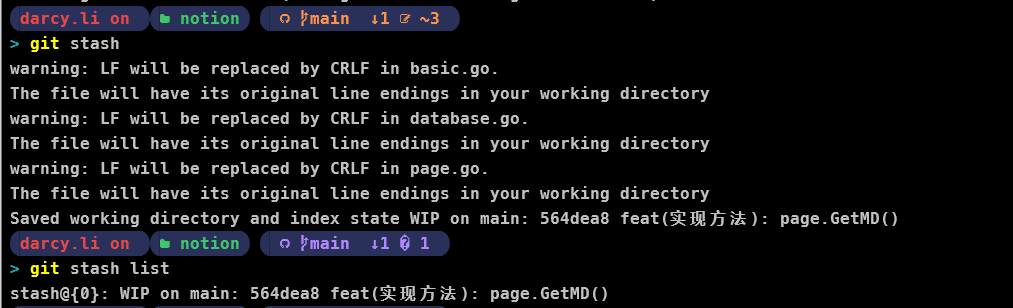 darcy.li on notion main ↓1 ~3
> git stash
warning: LF will be replaced by CRLF in basic.go.
The file will have its original line endings in your working directory
warning: LF will be replaced by CRLF in database.go.
The file will have its original line endings in your working directory
warning: LF will be replaced by CRLF in page.go.
The file will have its original line endings in your working directory
Saved working directory and index state WIP on main: 564dea8 feat(实现方法): page.GetMD()
darcy.li on notion main ↓1 � 1
> git stash list
stash@{0}: WIP on main: 564dea8 feat(实现方法): page.GetMD()